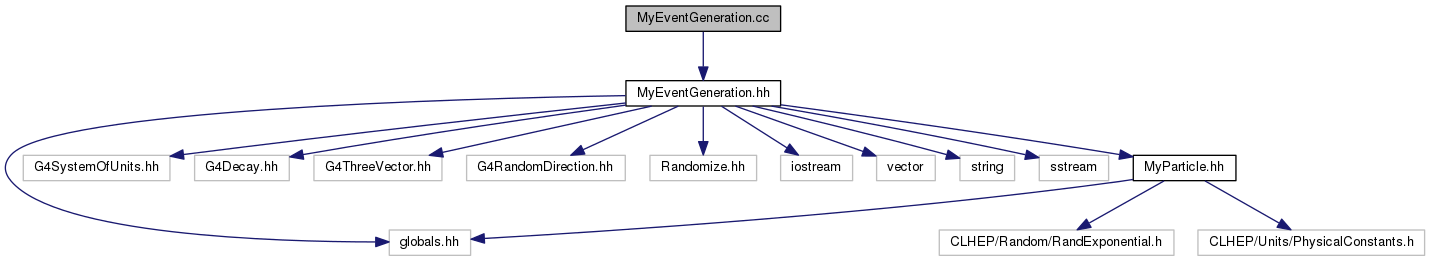 MyEventGeneration.cc
MyEventGeneration.hh
G4SystemOfUnits.hh
G4Decay.hh
G4ThreeVector.hh
G4RandomDirection.hh
Randomize.hh
iostream
vector
string
sstream
MyParticle.hh
globals.hh
CLHEP/Random/RandExponential.h
CLHEP/Units/PhysicalConstants.h